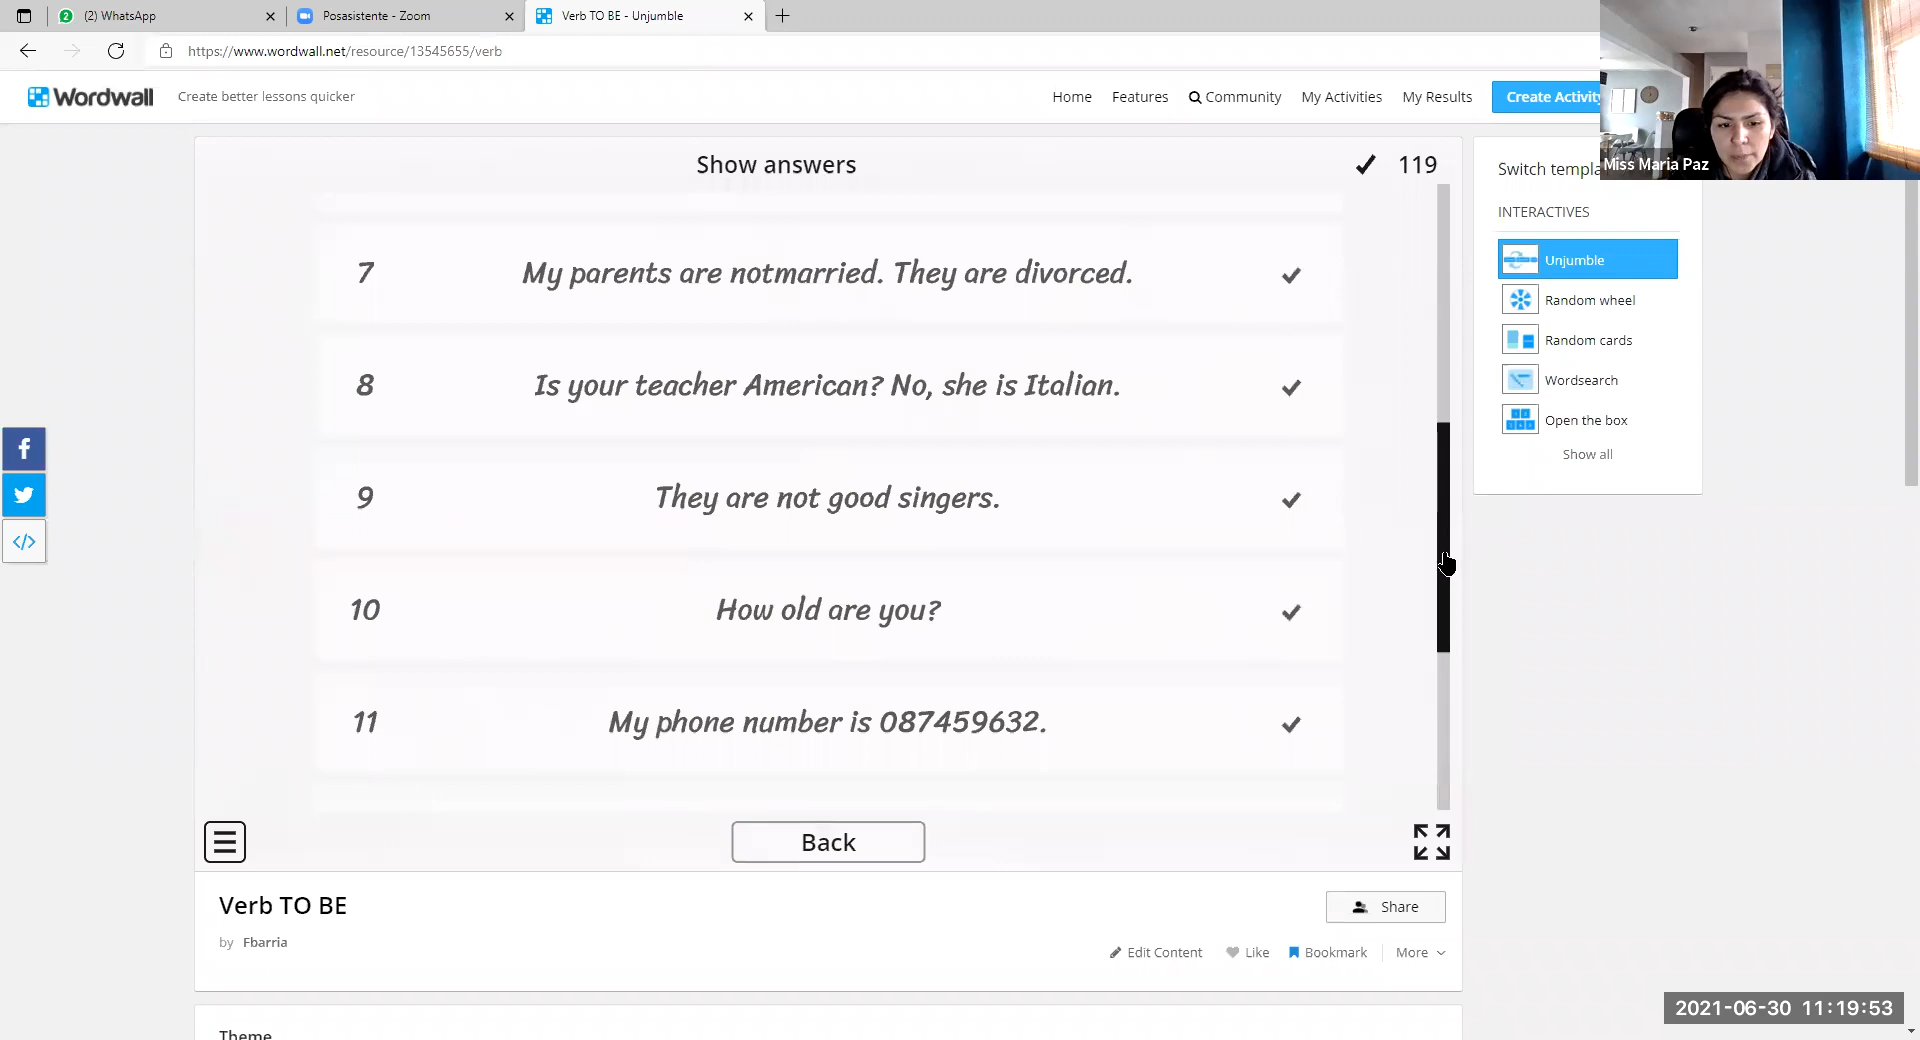 (2) WhatsApp
Posasistente - Zoom
Verb TO BE - Unjumble
https://www.wordwall.net/resource/13545655/verb
Wordwall
Create better lessons quicker
Home
Features
Community
My Activities
My Results
Create Activity
Miss Maria Paz
Show answers
119
Switch templa
INTERACTIVES
Unjumble
Random wheel
Random cards
Wordsearch
Open the box
Show all
7 My parents are notmarried. They are divorced.
8 Is your teacher American? No, she is Italian.
9 They are not good singers.
10 How old are you?
11 My phone number is 087459632.
Back
Verb TO BE
Share
by Fbarria
Edit Content
Like
Bookmark
More
2021-06-30 11:19:53
Theme